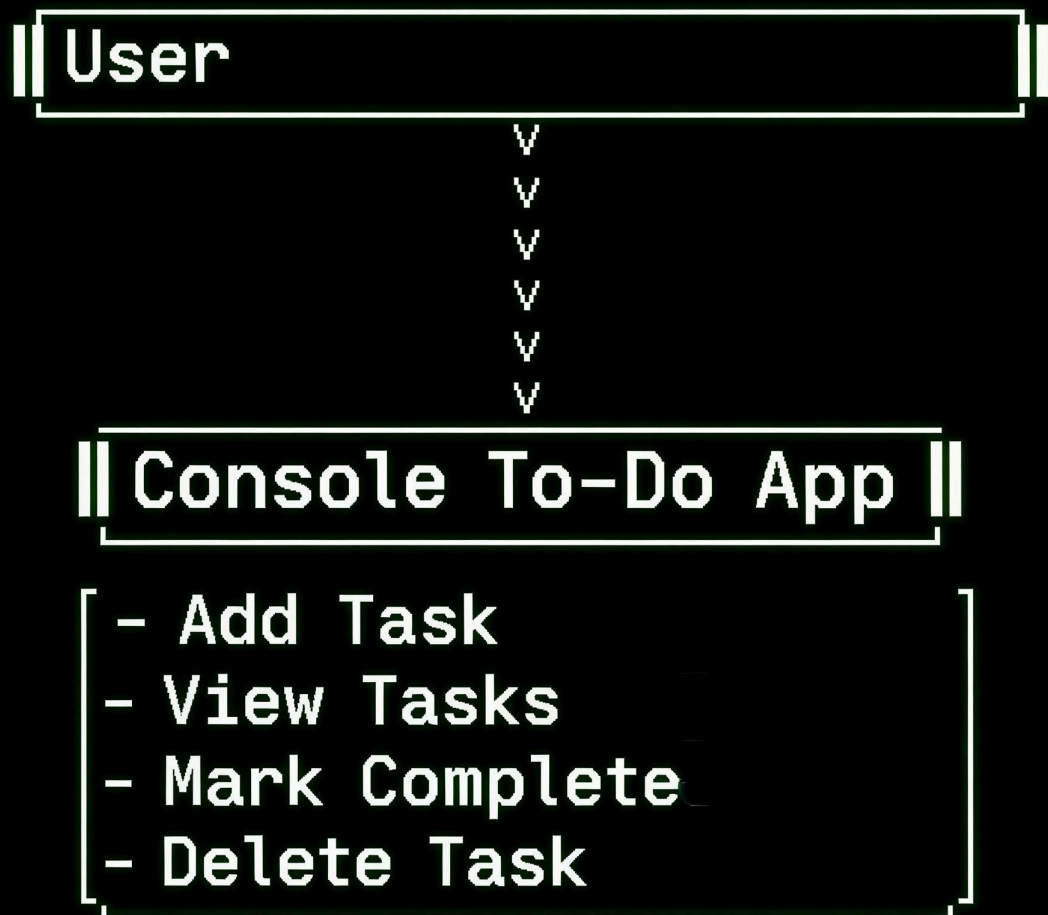 User
v
v
v
v
v
v
Console To-Do App
- Add Task
- View Tasks
- Mark Complete
- Delete Task